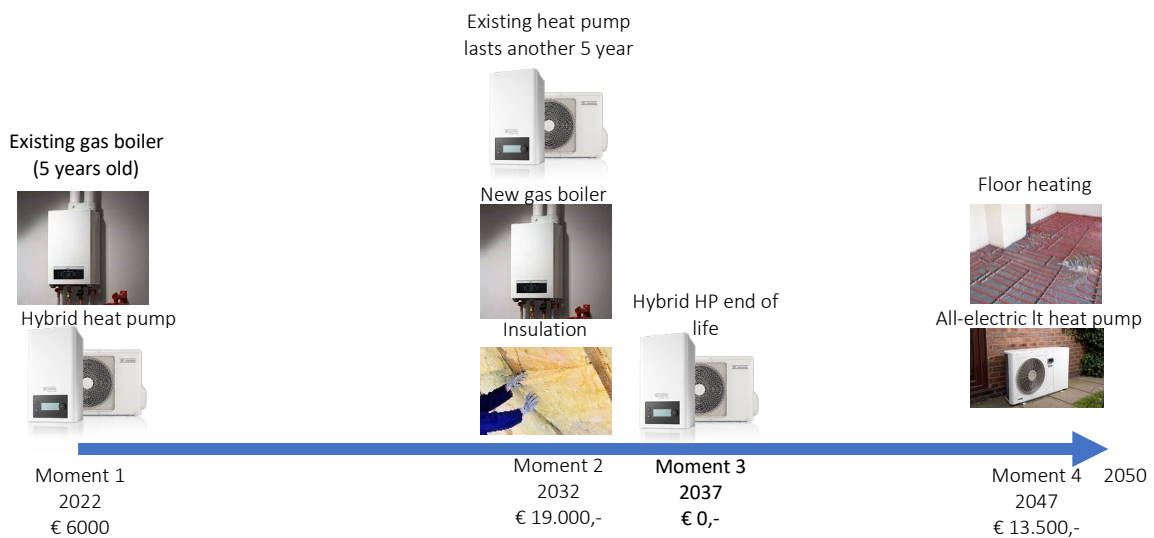 Existing heat pump
lasts another 5 year
Existing gas boiler
(5 years old)
New gas boiler
Floor heating
Hybrid heat pump
Insulation
Hybrid HP end of
life
All-electric lt heat pump
Moment 1
2022
€ 6000
Moment 2
2032
€ 19.000,-
Moment 3
2037
€ 0,-
Moment 4
2047
€ 13.500,-
2050